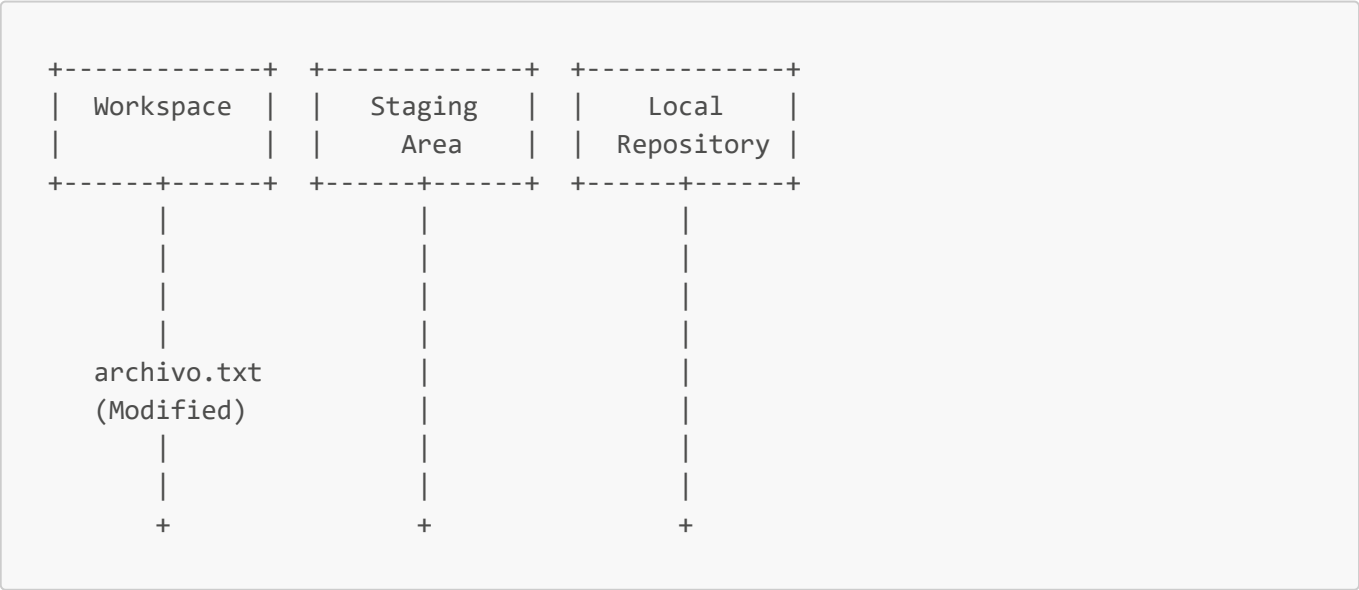 +-------------+  +-------------+  +-------------+
|  Workspace  |  |   Staging   |  |    Local    |
|             |  |     Area    |  |  Repository |
+------+------+  +------+------+  +------+------+
       |                |                |
       |                |                |
       |                |                |
       |                |                |
   archivo.txt          |                |
   (Modified)           |                |
       |                |                |
       |                |                |
       +                +                +